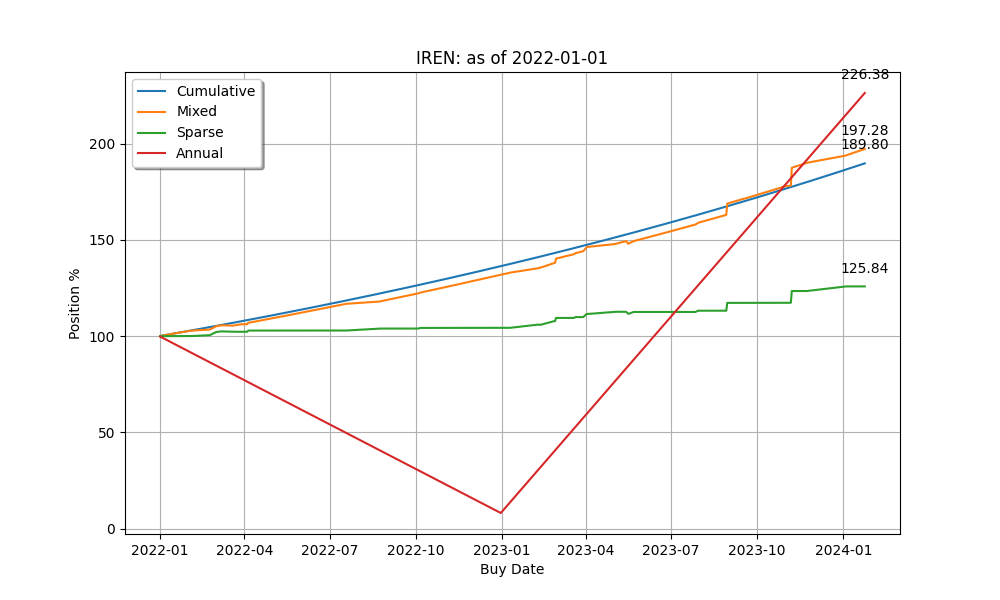 IREN: as of 2022-01-01
226.38
Cumulative
Mixed
Sparse
Annual
197.28
189.80
125.84
200
150
100
50
0
Position %
2022-01 2022-04 2022-07 2022-10 2023-01 2023-04 2023-07 2023-10 2024-01
Buy Date